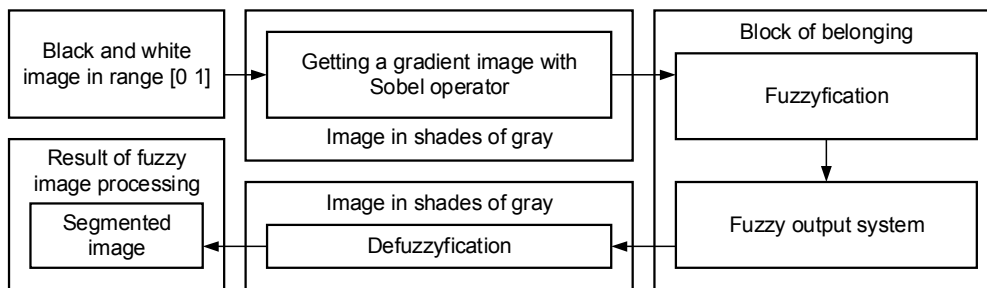 Black and white
image in range [0 1]
Getting a gradient image with
Sobel operator
Image in shades of gray
Block of belonging
Fuzzyfication
Fuzzy output system
Image in shades of gray
Defuzzyfication
Result of fuzzy
image processing
Segmented
image